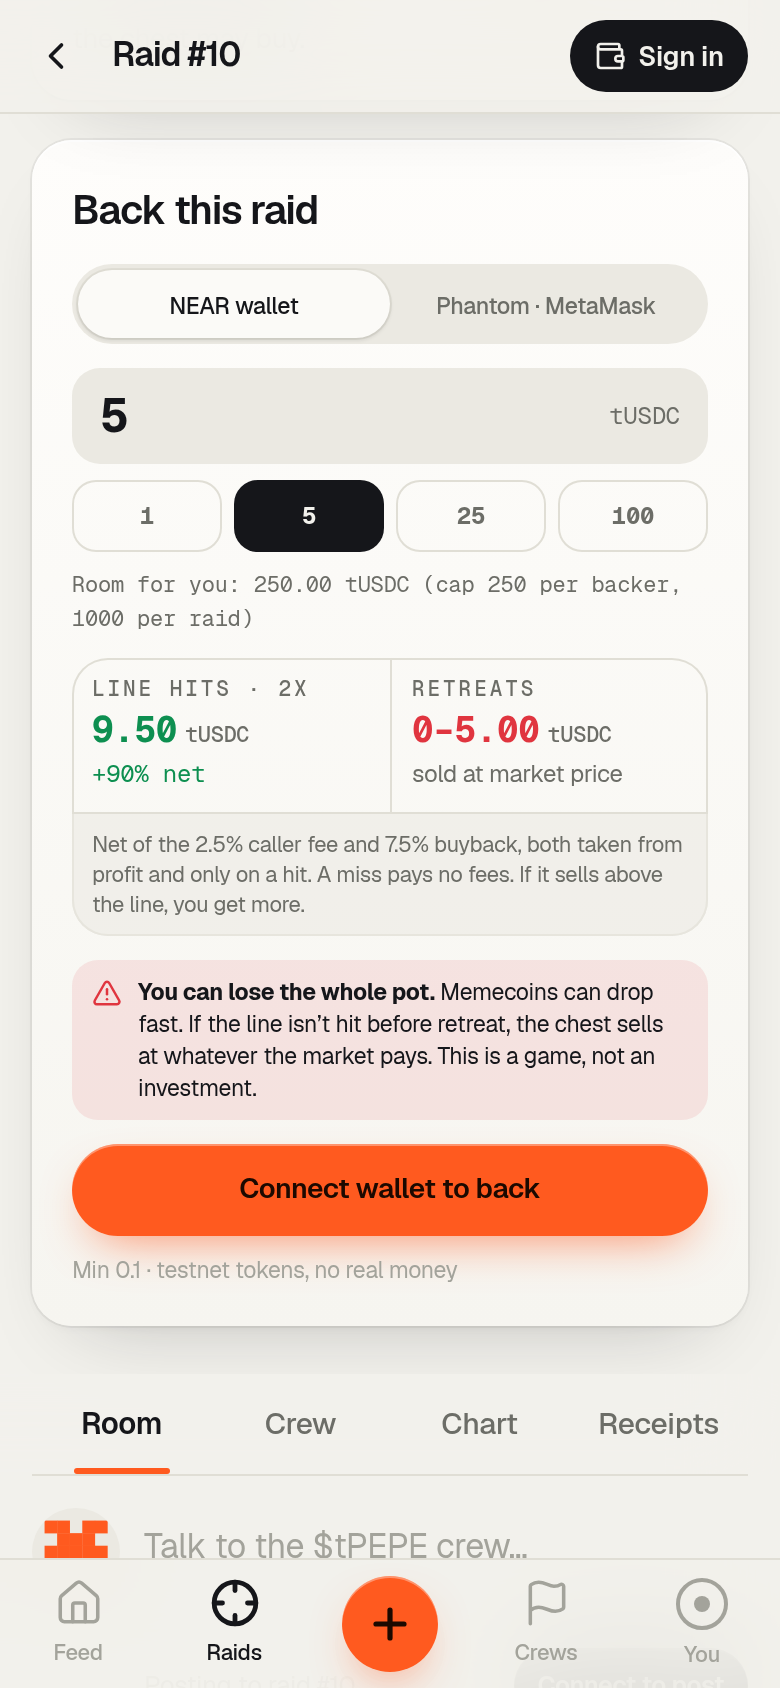 Raid #10
Sign in
Back this raid
NEAR wallet
Phantom · MetaMask
5
tUSDC
1
5
25
100
Room for you: 250.00 tUSDC (cap 250 per backer,
1000 per raid)
LINE HITS · 2X
9.50 tUSDC
+90% net
RETREATS
0–5.00 tUSDC
sold at market price
Net of the 2.5% caller fee and 7.5% buyback, both taken from
profit and only on a hit. A miss pays no fees. If it sells above
the line, you get more.
You can lose the whole pot. Memecoins can drop
fast. If the line isn’t hit before retreat, the chest sells
at whatever the market pays. This is a game, not an
investment.
Connect wallet to back
Min 0.1 · testnet tokens, no real money
Room
Crew
Chart
Receipts
Talk to the $tPEPE crew…
Feed
Raids
Crews
You
Posting to raid #10
Connect to post